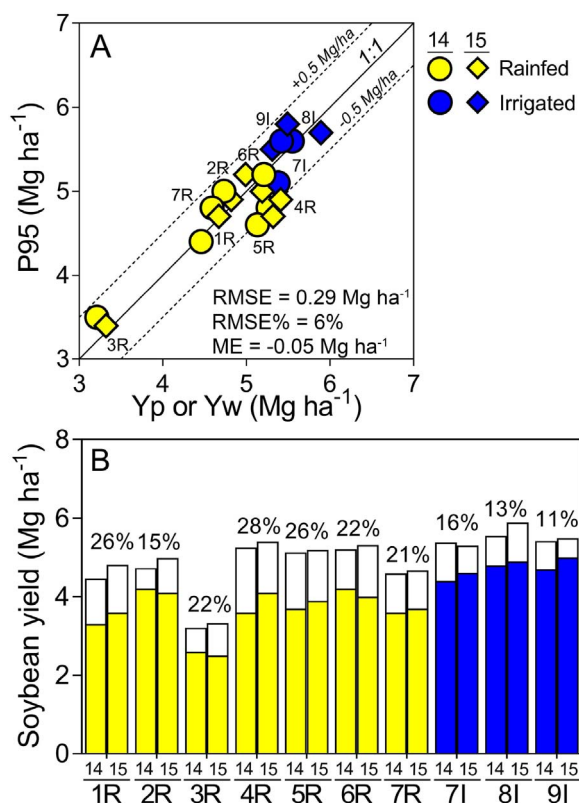 A
14 15
Rainfed
Irrigated
+0.5 Mg/ha
1:1
-0.5 Mg/ha
P95 (Mg ha⁻¹)
7
6
5
4
3
9I
8I
6R
2R
7I
7R
4R
1R
5R
3R
RMSE = 0.29 Mg ha⁻¹
RMSE% = 6%
ME = -0.05 Mg ha⁻¹
3 4 5 6 7
Yp or Yw (Mg ha⁻¹)
B
Soybean yield (Mg ha⁻¹)
8
6
4
2
0
26% 15% 22% 28% 26% 22% 21% 16% 13% 11%
14 15 14 15 14 15 14 15 14 15 14 15 14 15 14 15 14 15 14 15
1R 2R 3R 4R 5R 6R 7R 7I 8I 9I